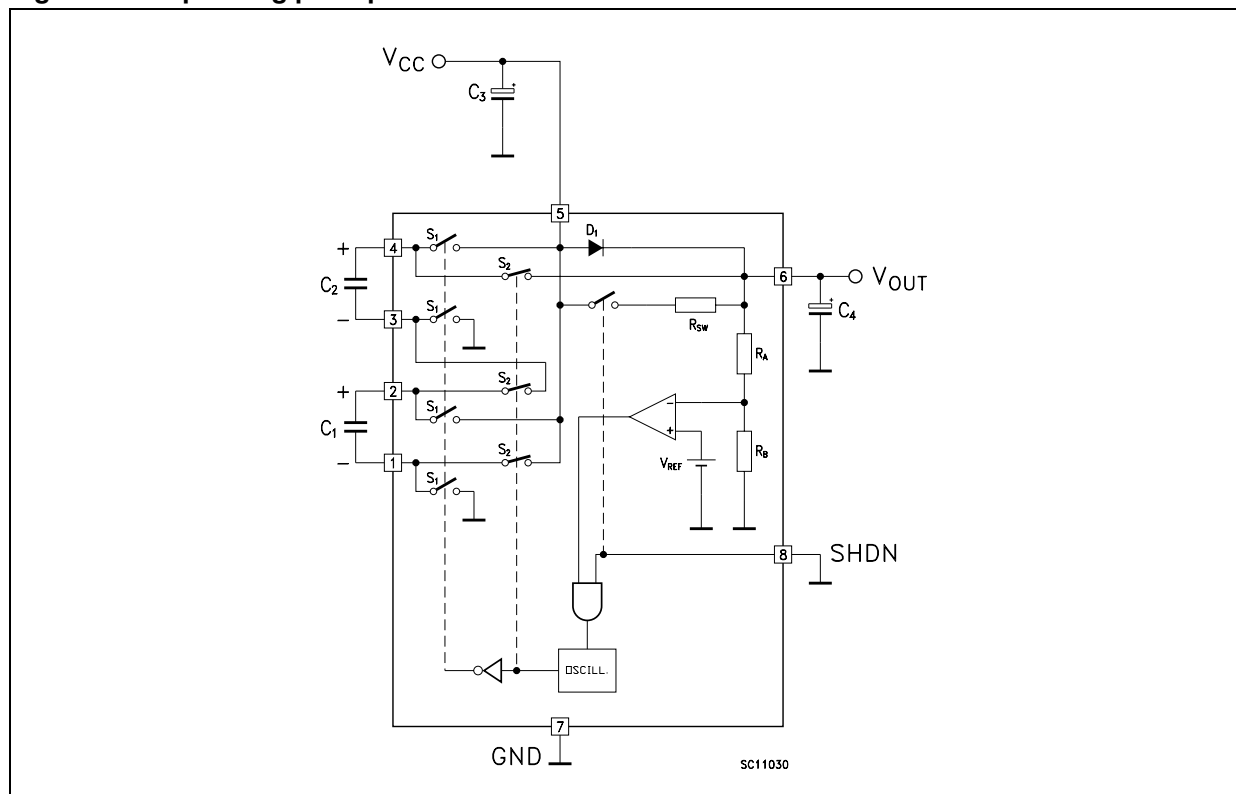 V_CC
C_3
+
5
4
S_1
D_1
+
S_2
6
V_OUT
C_2
+
C_4
S_1
R_SW
−
3
R_A
2
S_2
+
S_1
−
+
C_1
S_2
R_B
−
1
V_REF
S_1
8
SHDN
OSCILL.
7
GND
SC11030